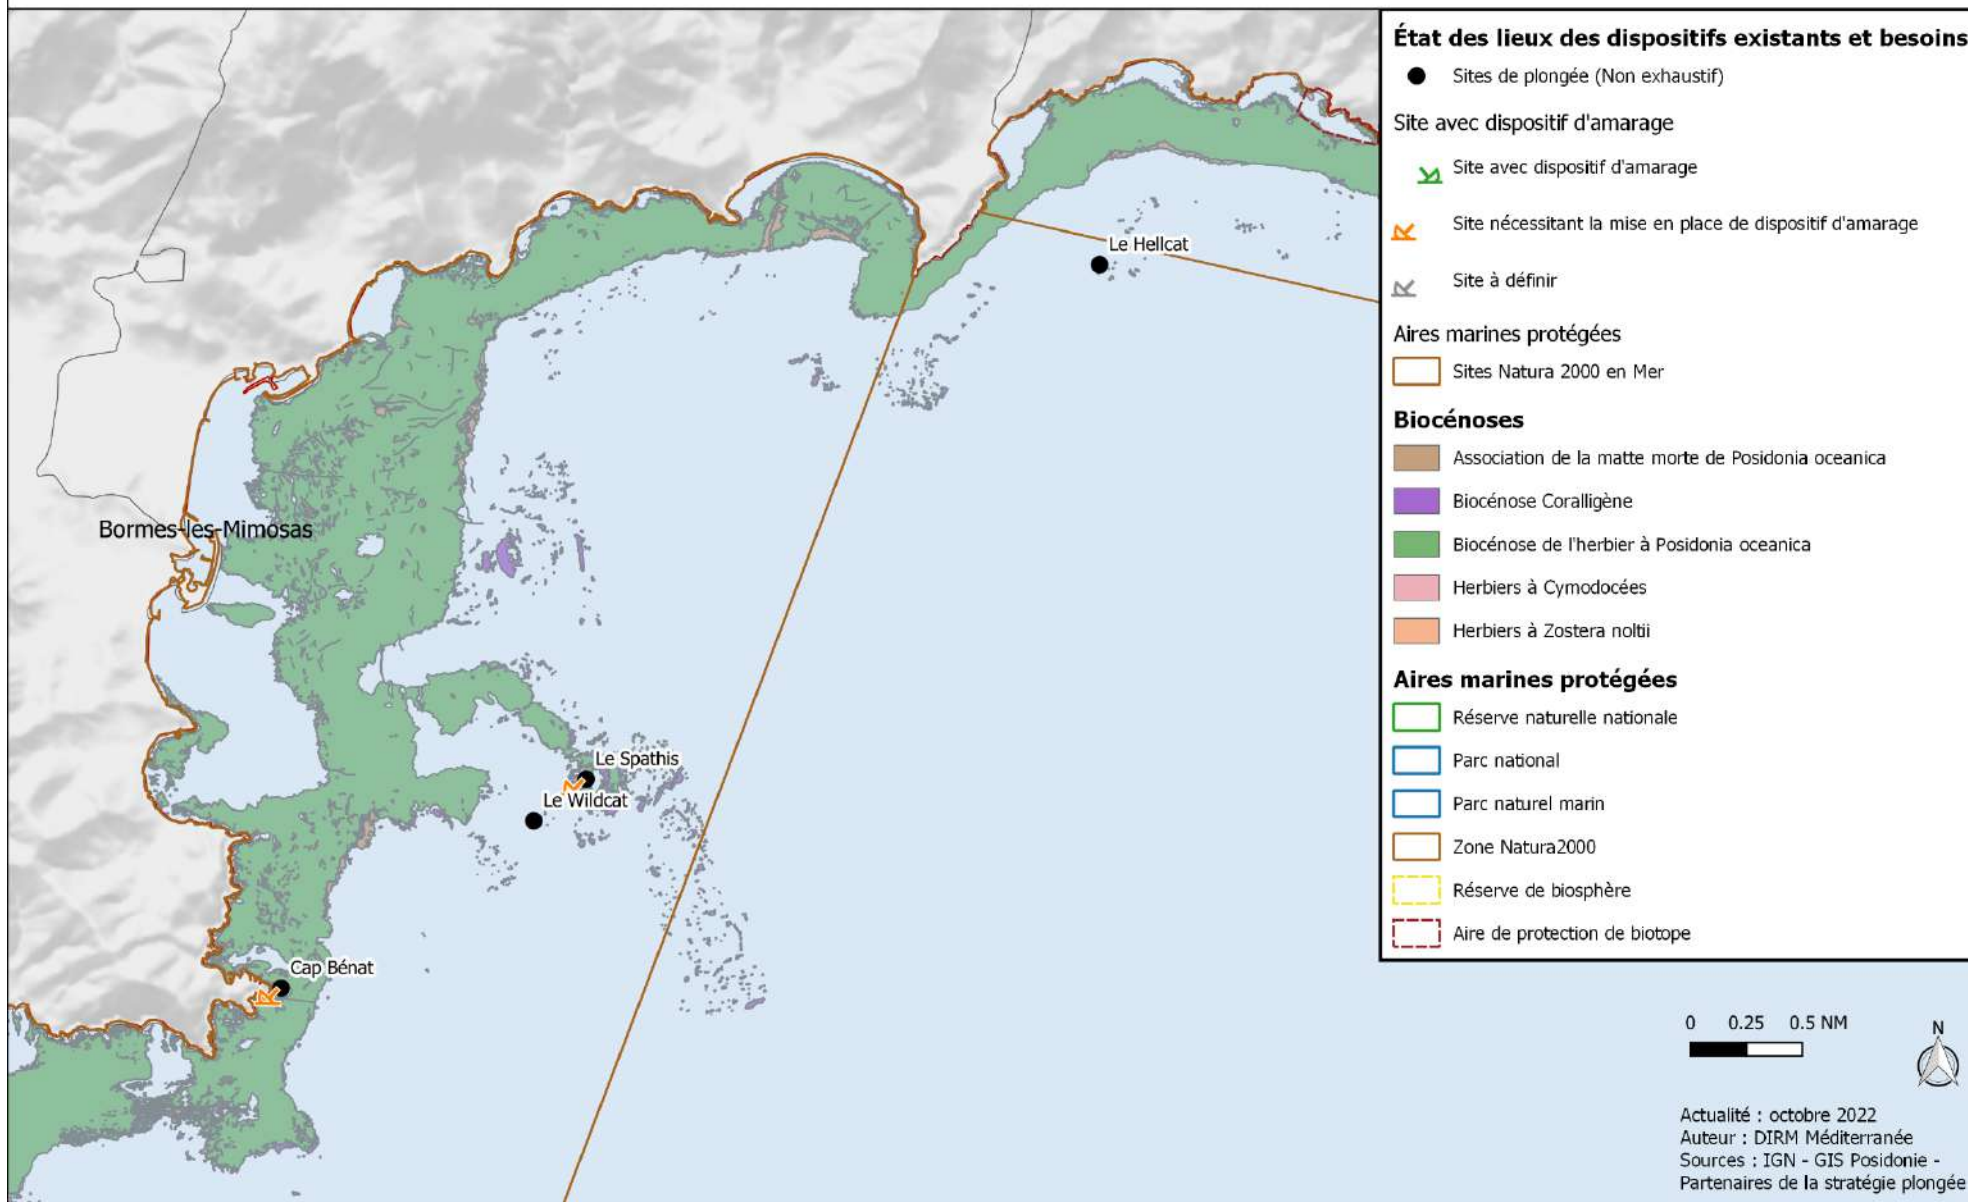 Le Hellcat
Bormes-les-Mimosas
Le Spathis
Le Wildcat
Cap Bénat
État des lieux des dispositifs existants et besoins
Sites de plongée (Non exhaustif)
Site avec dispositif d'amarage
Site avec dispositif d'amarage
Site nécessitant la mise en place de dispositif d'amarage
Site à définir
Aires marines protégées
Sites Natura 2000 en Mer
Biocénoses
Association de la matte morte de Posidonia oceanica
Biocénose Coralligène
Biocénose de l'herbier à Posidonia oceanica
Herbiers à Cymodocées
Herbiers à Zostera noltii
Aires marines protégées
Réserve naturelle nationale
Parc national
Parc naturel marin
Zone Natura2000
Réserve de biosphère
Aire de protection de biotope
0 0.25 0.5 NM
N
Actualité : octobre 2022
Auteur : DIRM Méditerranée
Sources : IGN - GIS Posidonie -
Partenaires de la stratégie plongée